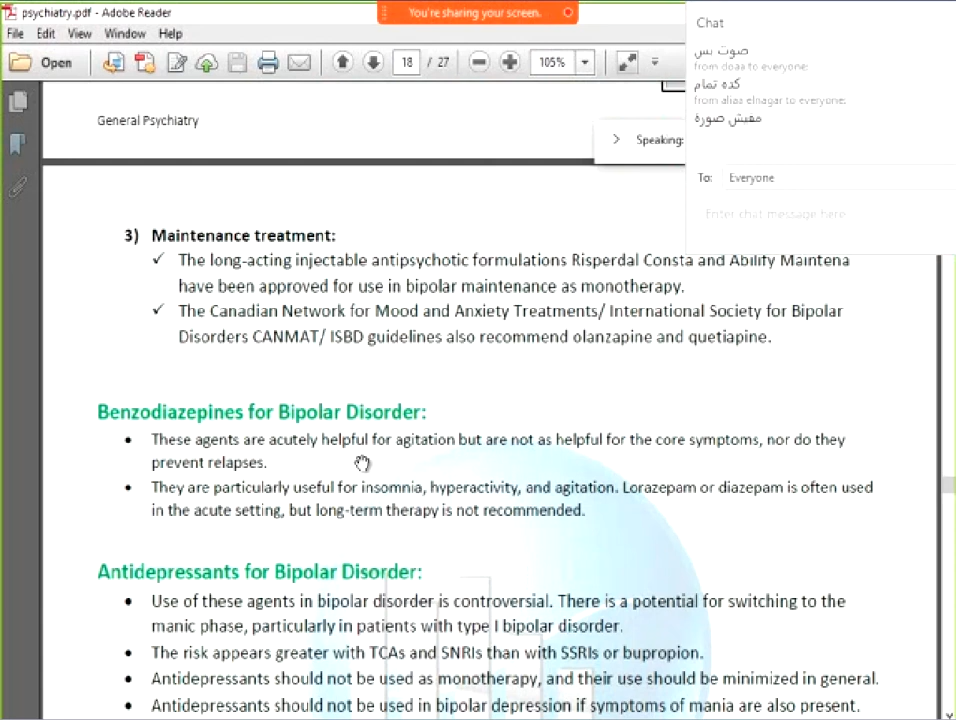 psychiatry.pdf - Adobe Reader
You're sharing your screen.
File Edit View Window Help
Open
18 / 27
105%
Chat
صوت بس
from doaa to everyone:
كده تمام
from aliaa elnagar to everyone:
مفيش صورة
To: Everyone
Enter chat message here
General Psychiatry
Speaking:
3) Maintenance treatment:
✓ The long-acting injectable antipsychotic formulations Risperdal Consta and Abilify Maintena
have been approved for use in bipolar maintenance as monotherapy.
✓ The Canadian Network for Mood and Anxiety Treatments/ International Society for Bipolar
Disorders CANMAT/ ISBD guidelines also recommend olanzapine and quetiapine.
Benzodiazepines for Bipolar Disorder:
• These agents are acutely helpful for agitation but are not as helpful for the core symptoms, nor do they
prevent relapses.
• They are particularly useful for insomnia, hyperactivity, and agitation. Lorazepam or diazepam is often used
in the acute setting, but long-term therapy is not recommended.
Antidepressants for Bipolar Disorder:
• Use of these agents in bipolar disorder is controversial. There is a potential for switching to the
manic phase, particularly in patients with type I bipolar disorder.
• The risk appears greater with TCAs and SNRIs than with SSRIs or bupropion.
• Antidepressants should not be used as monotherapy, and their use should be minimized in general.
• Antidepressants should not be used in bipolar depression if symptoms of mania are also present.